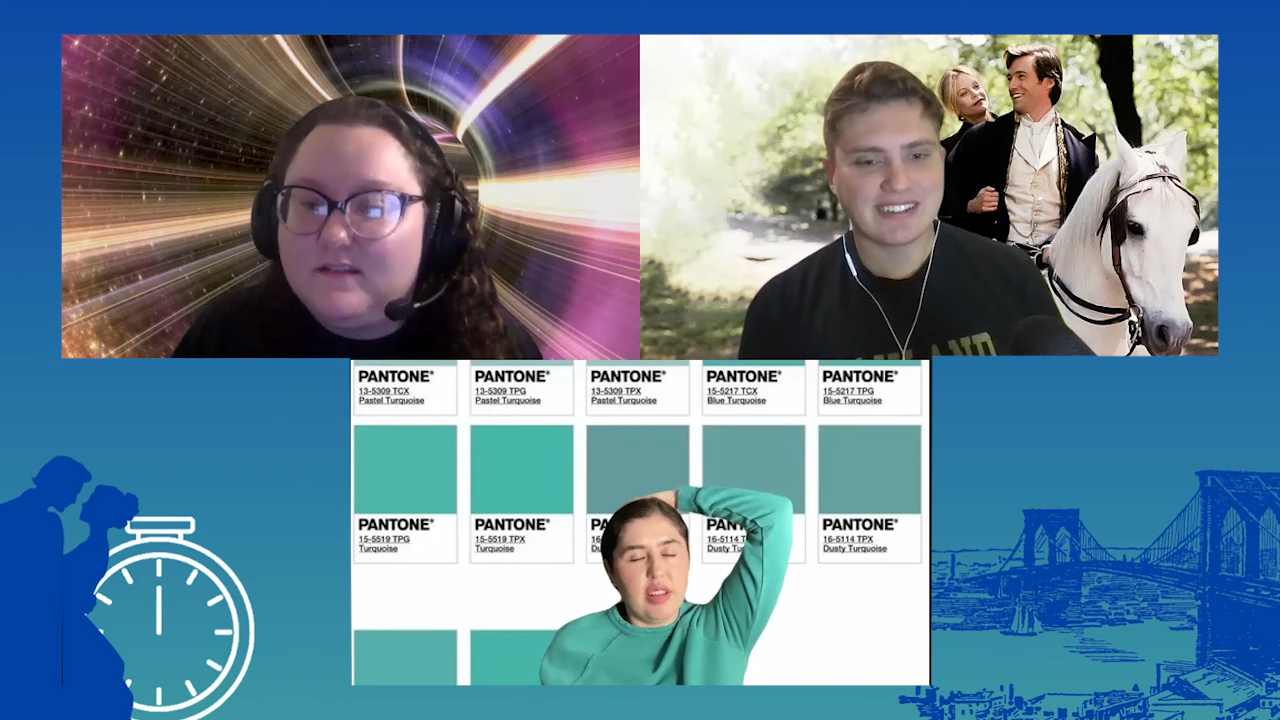 PANTONE® PANTONE® PANTONE® PANTONE® PANTONE®
13-5309 TCX 13-5309 TPG 13-5309 TPX 15-5217 TCX 15-5217 TPG
Pastel Turquoise Pastel Turquoise Pastel Turquoise Blue Turquoise Blue Turquoise
PANTONE® PANTONE® PANTONE®
15-5519 TPG 15-5519 TPX 16-5114 TPX
Turquoise Turquoise Dusty Turquoise